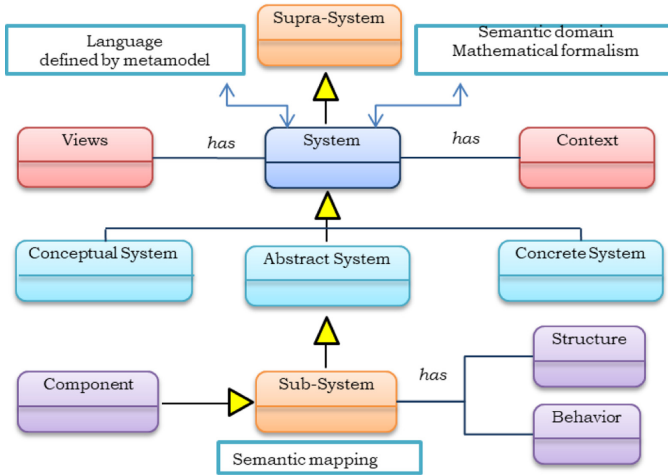 Supra-System
Language
defined by metamodel
Semantic domain
Mathematical formalism
Views
has
System
has
Context
Conceptual System
Abstract System
Concrete System
Structure
Component
Sub-System
has
Behavior
Semantic mapping